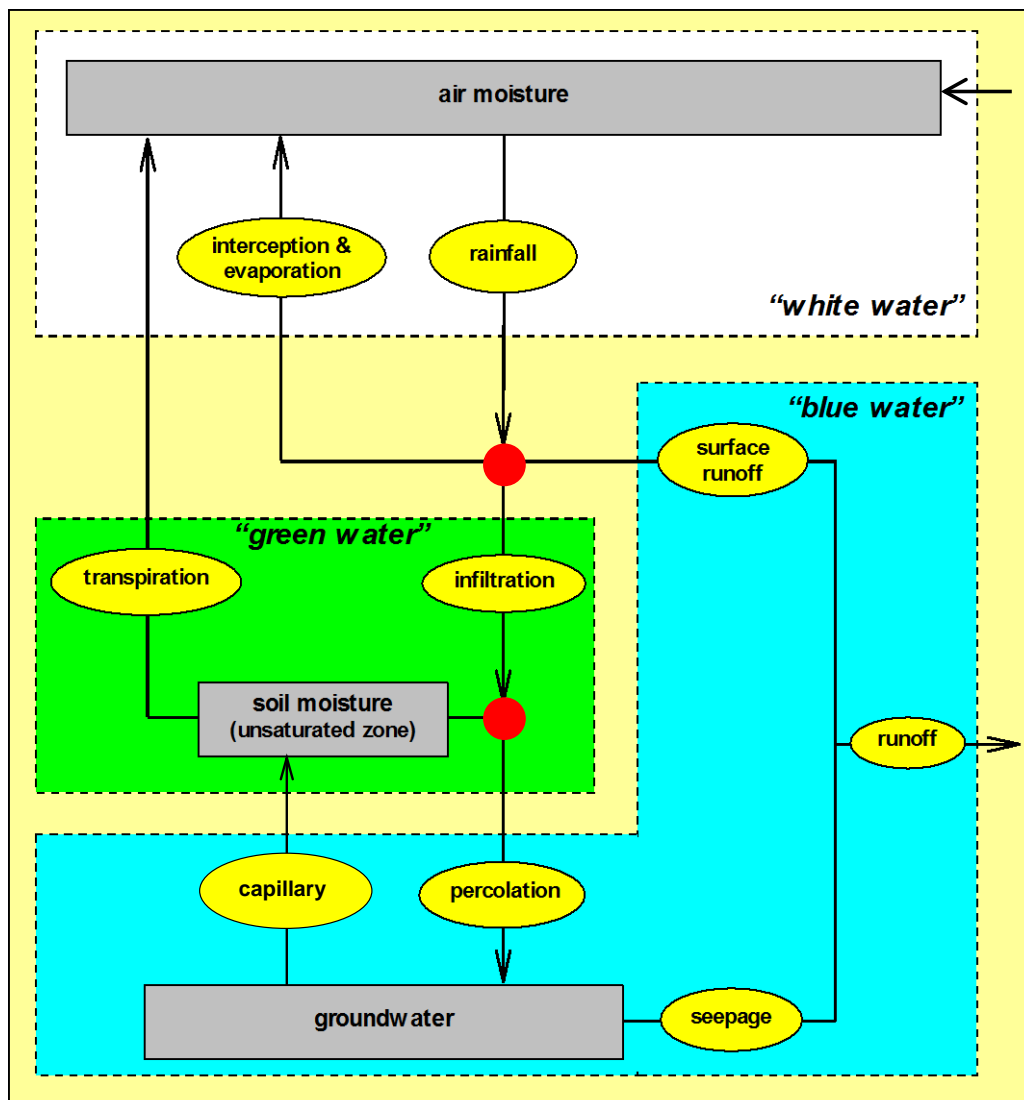 air moisture
interception &
evaporation
rainfall
“white water”
“blue water”
surface
runoff
“green water”
transpiration
infiltration
soil moisture
(unsaturated zone)
runoff
capillary
percolation
groundwater
seepage